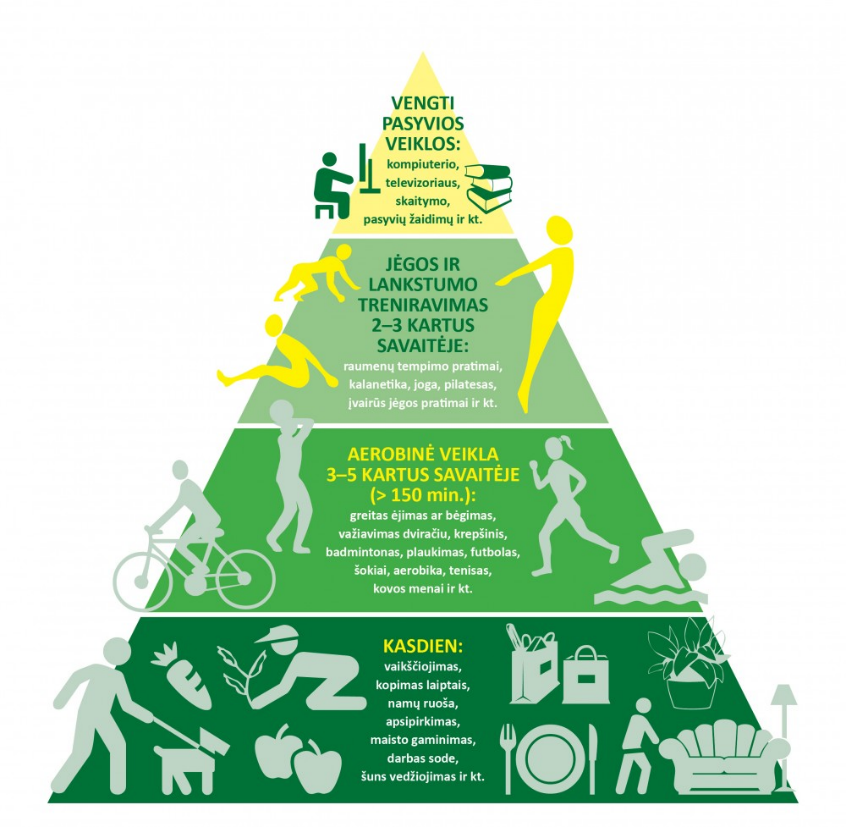 VENGTI
PASYVIOS
VEIKLOS:
kompiuterio,
televizoriaus,
skaitymo,
pasyvių žaidimų ir kt.
JĖGOS IR
LANKSTUMO
TRENIRAVIMAS
2–3 KARTUS
SAVAITĖJE:
raumenų tempimo pratimai,
kalanetika, joga, pilatesas,
įvairūs jėgos pratimai ir kt.
AEROBINĖ VEIKLA
3–5 KARTUS SAVAITĖJE
(> 150 min.):
greitas ėjimas ar bėgimas,
važiavimas dviračiu, krepšinis,
badmintonas, plaukimas, futbolas,
šokiai, aerobika, tenisas,
kovos menai ir kt.
KASDIEN:
vaikščiojimas,
kopimas laiptais,
namų ruoša,
apsipirkimas,
maisto gaminimas,
darbas sode,
šuns vedžiojimas ir kt.